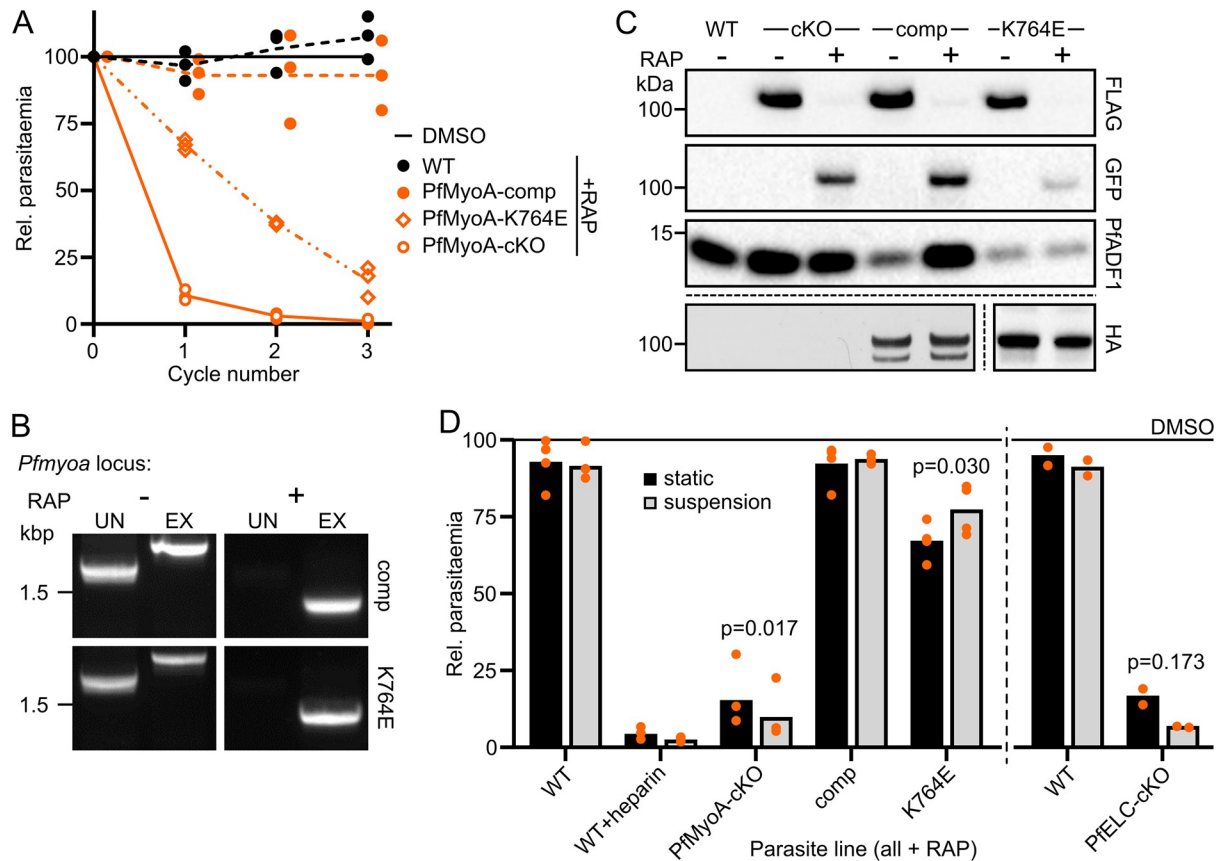 A
Rel. parasitaemia
100
75
50
25
0
0 1 2 3
Cycle number
DMSO
WT
PfMyoA-comp
PfMyoA-K764E
PfMyoA-cKO
+RAP
B
Pfmyoa locus:
RAP - +
UN EX UN EX
kbp
1.5
comp
1.5
K764E
C
WT cKO comp K764E
RAP - - + - + - +
kDa
100
FLAG
100
GFP
15
PfADF1
100
HA
D
DMSO
Rel. parasitaemia
100
75
50
25
0
static
suspension
p=0.017
p=0.030
p=0.173
WT
WT+heparin
PfMyoA-cKO
comp
K764E
WT
PfELC-cKO
Parasite line (all + RAP)